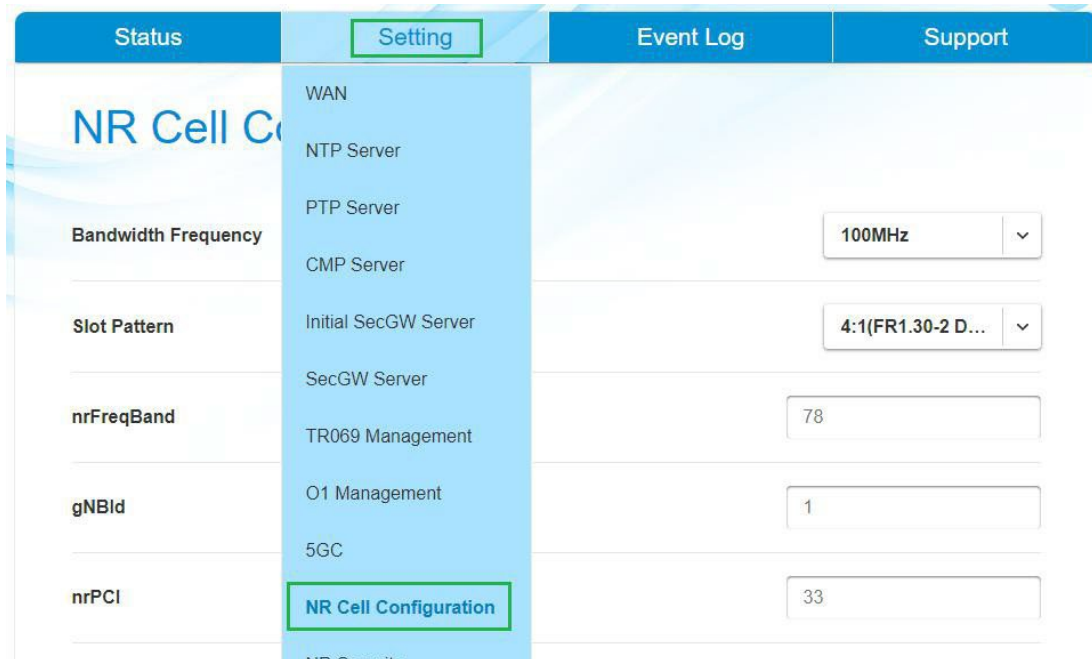 Status Setting Event Log Support
NR Cell
WAN
NTP Server
PTP Server
Bandwidth Frequency
100MHz
CMP Server
Slot Pattern
Initial SecGW Server
4:1(FR1.30-2 D...
SecGW Server
nrFreqBand
78
TR069 Management
O1 Management
gNBId
1
5GC
nrPCI
NR Cell Configuration
33